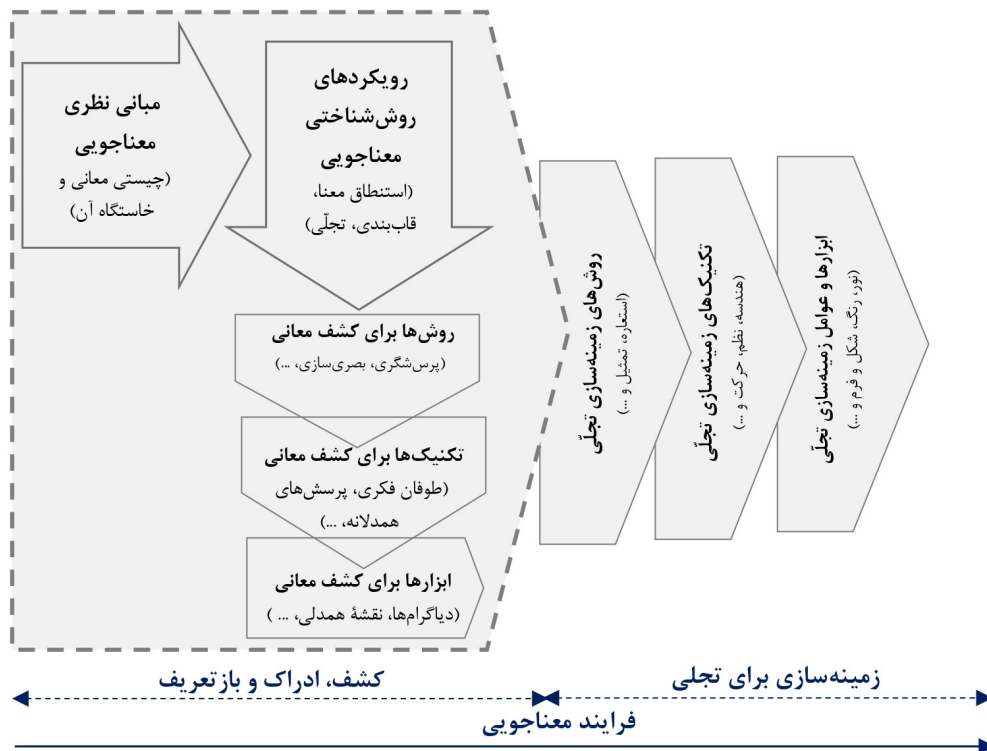 مبانی نظری
معناجویی
(چیستی معانی و
خاستگاه آن)
رویکردهای
روش‌شناختی
معناجویی
(استنطاق معنا،
قاب‌بندی، تجلّی)
روش‌ها برای کشف معانی
(پرس‌شگری، بصری‌سازی، ...)
تکنیک‌ها برای کشف معانی
(طوفان فکری، پرسش‌های
همدلانه، ...)
ابزارها برای کشف معانی
(دیاگرام‌ها، نقشهٔ همدلی، ... )
روش‌های زمینه‌سازی تجلّی
(استعاره، تمثیل و ...)
تکنیک‌های زمینه‌سازی تجلّی
(هندسه، نظم، حرکت و ...)
ابزارها و عوامل زمینه‌سازی تجلّی
(نور، رنگ، شکل و فرم و ...)
کشف، ادراک و بازتعریف
زمینه‌سازی برای تجلی
فرایند معناجویی